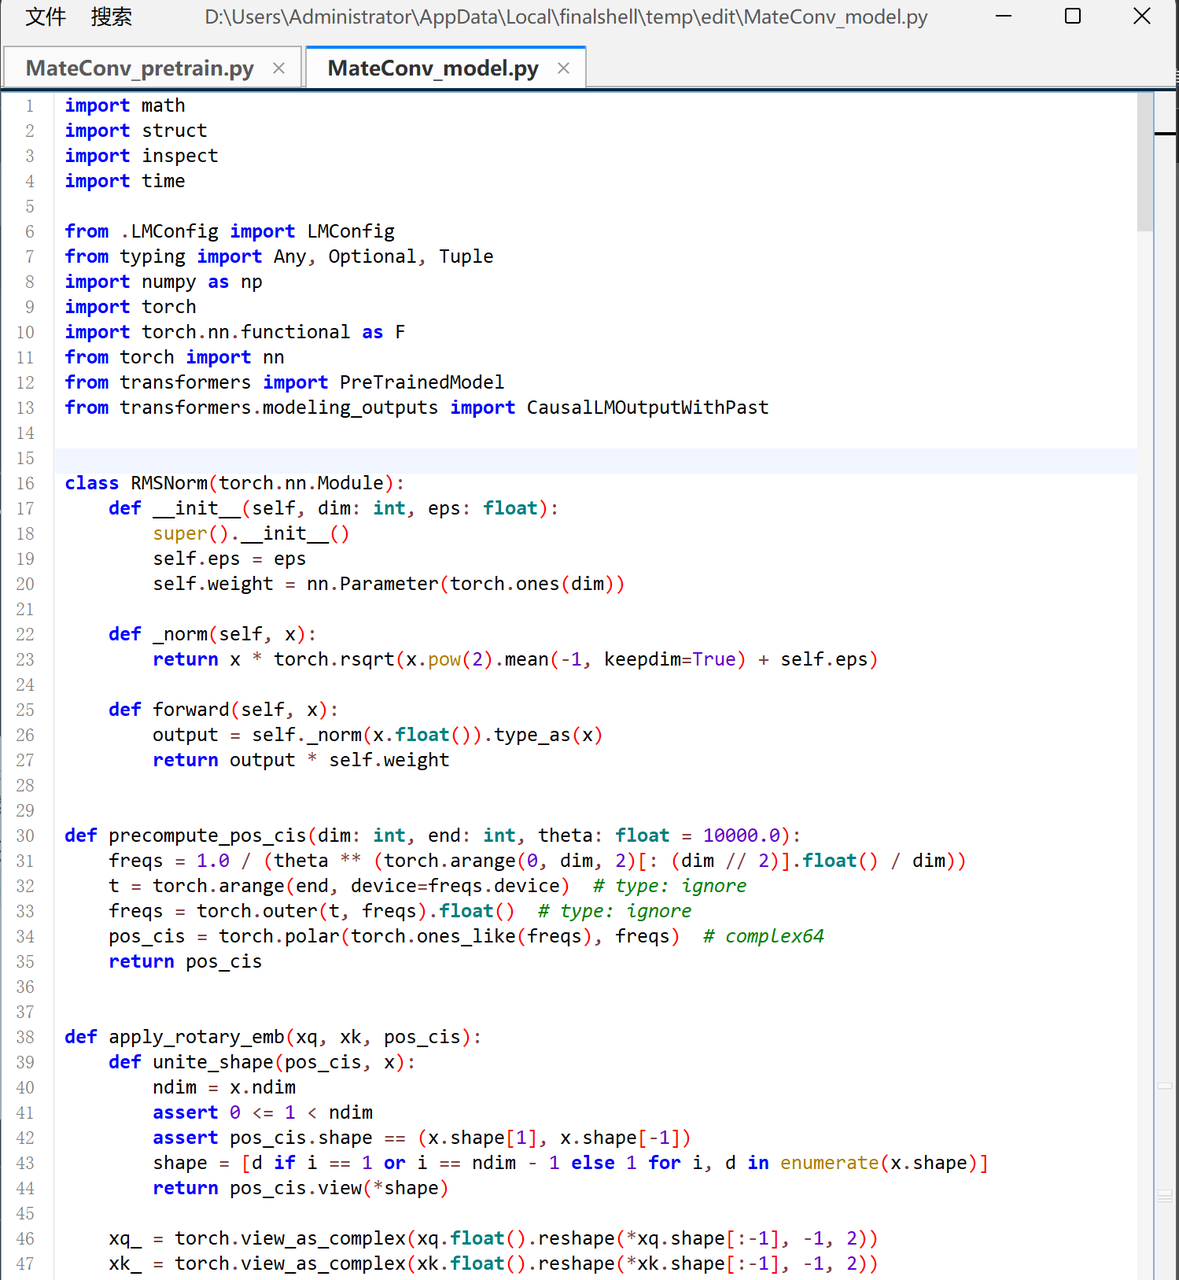 文件 搜索 D:\Users\Administrator\AppData\Local\finalshell\temp\edit\MateConv_model.py
MateConv_pretrain.py × MateConv_model.py ×
1 import math
2 import struct
3 import inspect
4 import time
5
6 from .LMConfig import LMConfig
7 from typing import Any, Optional, Tuple
8 import numpy as np
9 import torch
10 import torch.nn.functional as F
11 from torch import nn
12 from transformers import PreTrainedModel
13 from transformers.modeling_outputs import CausalLMOutputWithPast
14
15
16 class RMSNorm(torch.nn.Module):
17     def __init__(self, dim: int, eps: float):
18         super().__init__()
19         self.eps = eps
20         self.weight = nn.Parameter(torch.ones(dim))
21
22     def _norm(self, x):
23         return x * torch.rsqrt(x.pow(2).mean(-1, keepdim=True) + self.eps)
24
25     def forward(self, x):
26         output = self._norm(x.float()).type_as(x)
27         return output * self.weight
28
29
30 def precompute_pos_cis(dim: int, end: int, theta: float = 10000.0):
31     freqs = 1.0 / (theta ** (torch.arange(0, dim, 2)[: (dim // 2)].float() / dim))
32     t = torch.arange(end, device=freqs.device)  # type: ignore
33     freqs = torch.outer(t, freqs).float()  # type: ignore
34     pos_cis = torch.polar(torch.ones_like(freqs), freqs)  # complex64
35     return pos_cis
36
37
38 def apply_rotary_emb(xq, xk, pos_cis):
39     def unite_shape(pos_cis, x):
40         ndim = x.ndim
41         assert 0 <= 1 < ndim
42         assert pos_cis.shape == (x.shape[1], x.shape[-1])
43         shape = [d if i == 1 or i == ndim - 1 else 1 for i, d in enumerate(x.shape)]
44         return pos_cis.view(*shape)
45
46     xq_ = torch.view_as_complex(xq.float().reshape(*xq.shape[:-1], -1, 2))
47     xk_ = torch.view_as_complex(xk.float().reshape(*xk.shape[:-1], -1, 2))